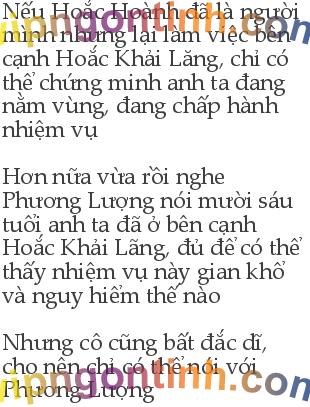 Nếu Hoắc Hoành đã là người
mình nhưng lại làm việc bên
cạnh Hoắc Khải Lăng, chỉ có
thể chứng minh anh ta đang
nằm vùng, đang chấp hành
nhiệm vụ
Hơn nữa vừa rồi nghe
Phương Lượng nói mười sáu
tuổi anh ta đã ở bên cạnh
Hoắc Khải Lãng, đủ để có thể
thấy nhiệm vụ này gian khổ
và nguy hiểm thế nào
Nhưng cô cũng bất đắc dĩ,
cho nên chỉ có thể nói với
Phương Lượng